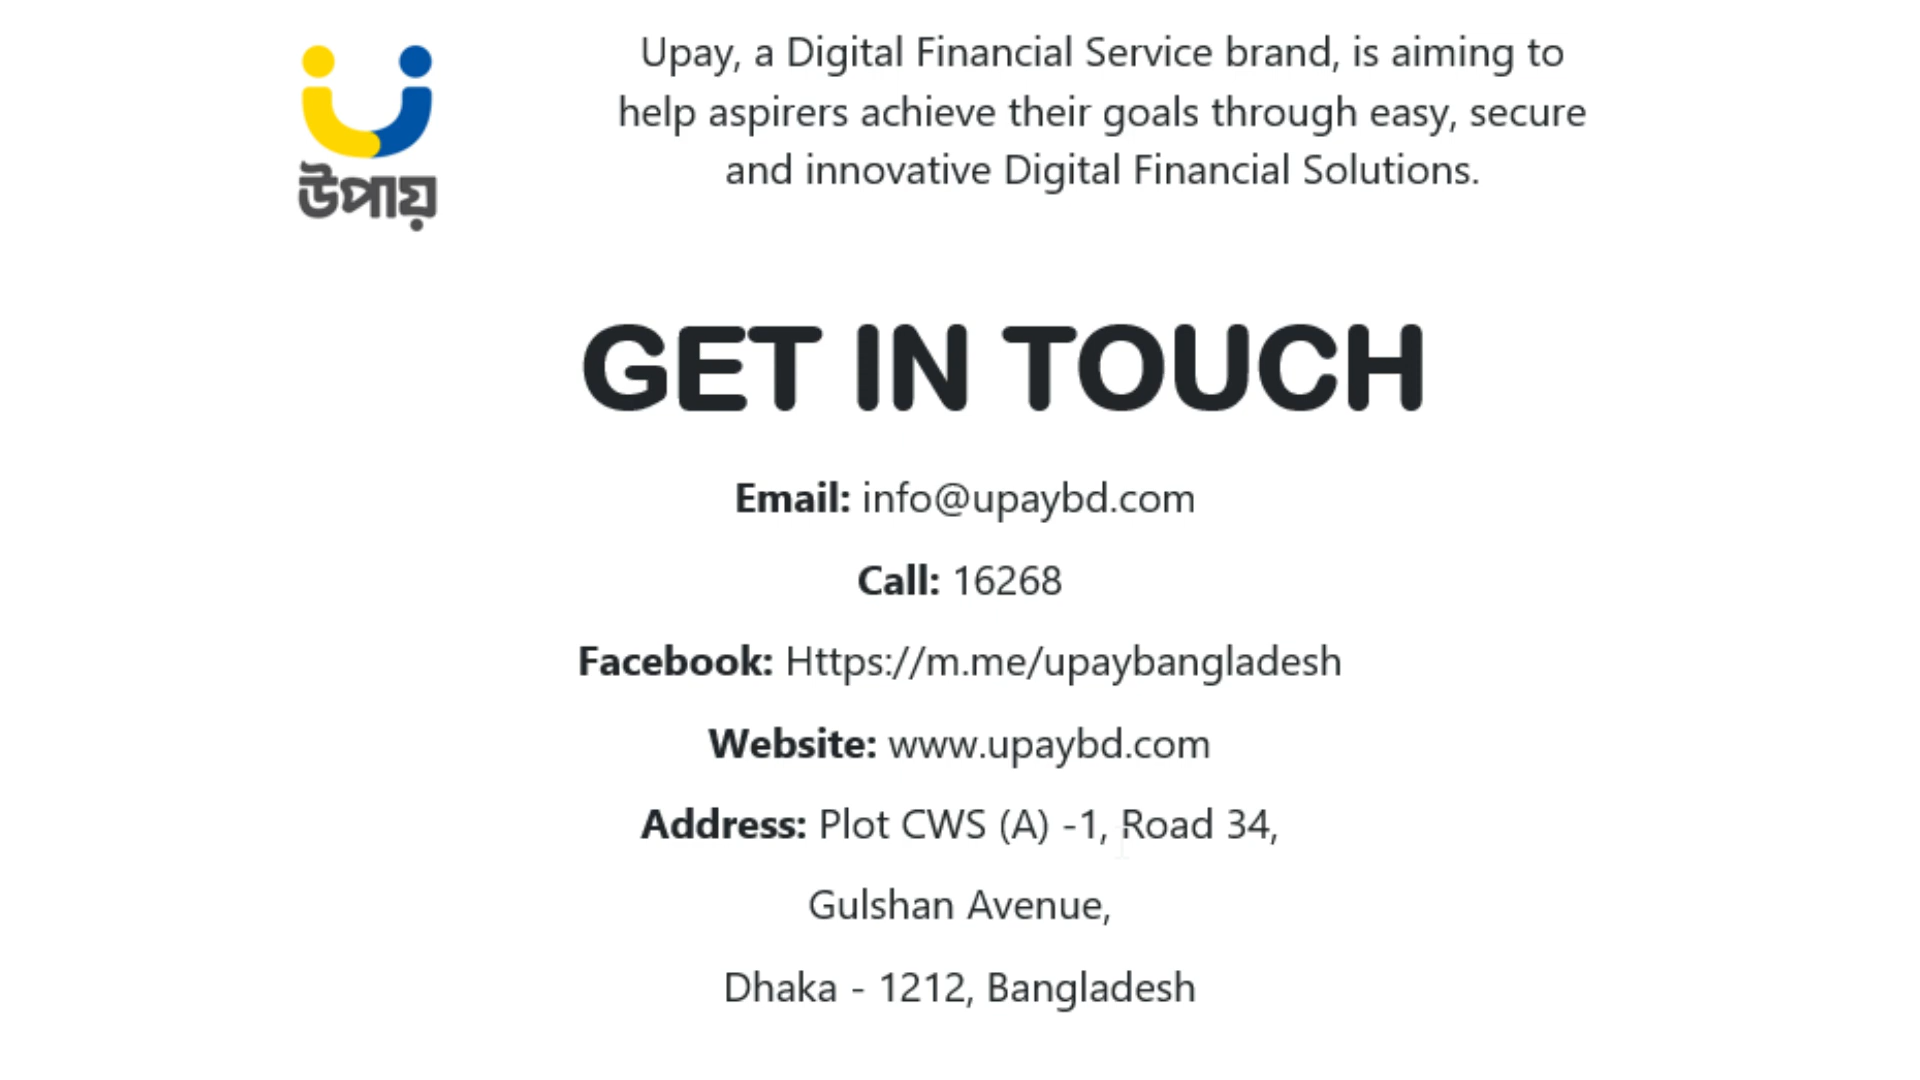 উপায়
Upay, a Digital Financial Service brand, is aiming to
help aspirers achieve their goals through easy, secure
and innovative Digital Financial Solutions.
GET IN TOUCH
Email: info@upaybd.com
Call: 16268
Facebook: Https://m.me/upaybangladesh
Website: www.upaybd.com
Address: Plot CWS (A) -1, Road 34,
Gulshan Avenue,
Dhaka - 1212, Bangladesh